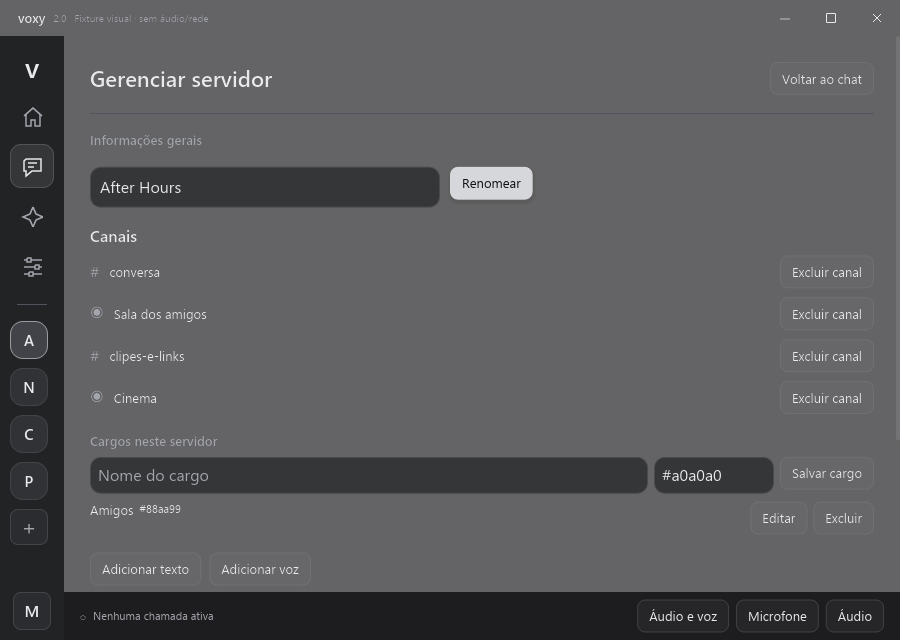 voxy 2.0 Fixture visual · sem áudio/rede
V
Gerenciar servidor
Voltar ao chat
Informações gerais
After Hours
Renomear
Canais
# conversa
Excluir canal
Sala dos amigos
Excluir canal
# clipes-e-links
Excluir canal
Cinema
Excluir canal
Cargos neste servidor
Nome do cargo
#a0a0a0
Salvar cargo
Amigos #88aa99
Editar
Excluir
Adicionar texto
Adicionar voz
A
N
C
P
+
M
Nenhuma chamada ativa
Áudio e voz
Microfone
Áudio